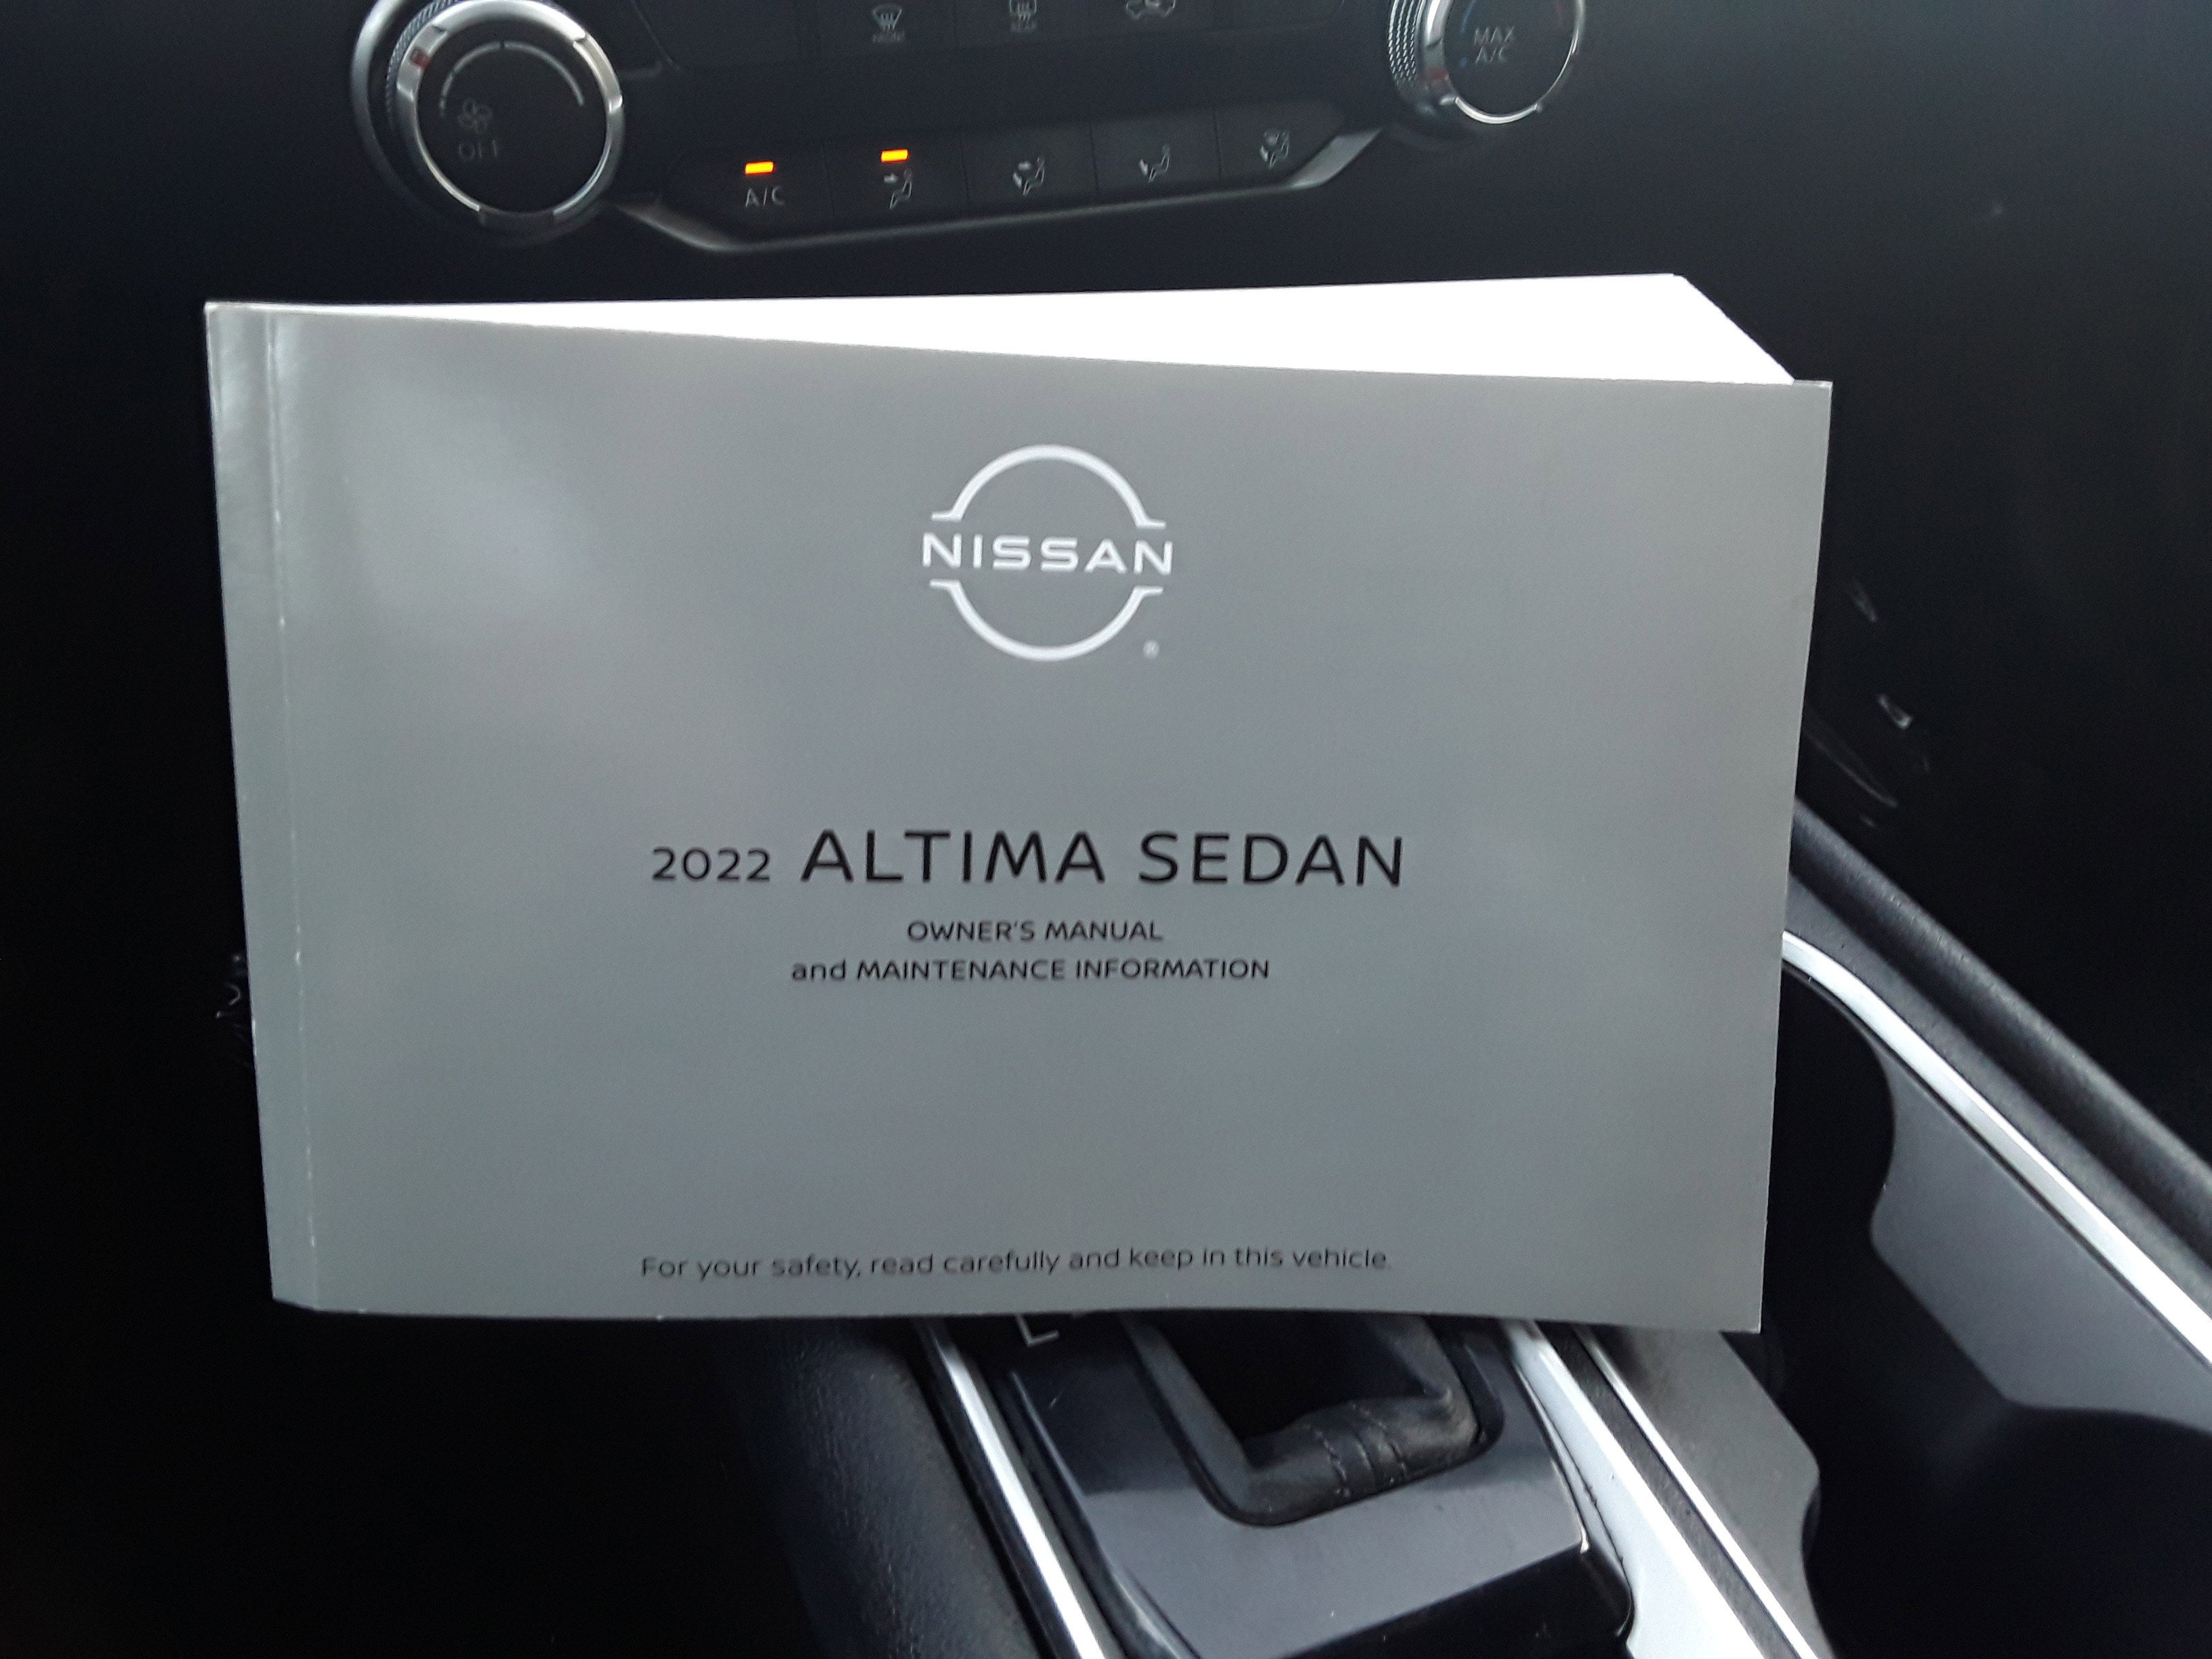 FRONT
OFF
MAX
A/C
A/C
NISSAN
®
2022 ALTIMA SEDAN
OWNER'S MANUAL
and MAINTENANCE INFORMATION
For your safety, read carefully and keep in this vehicle.
L